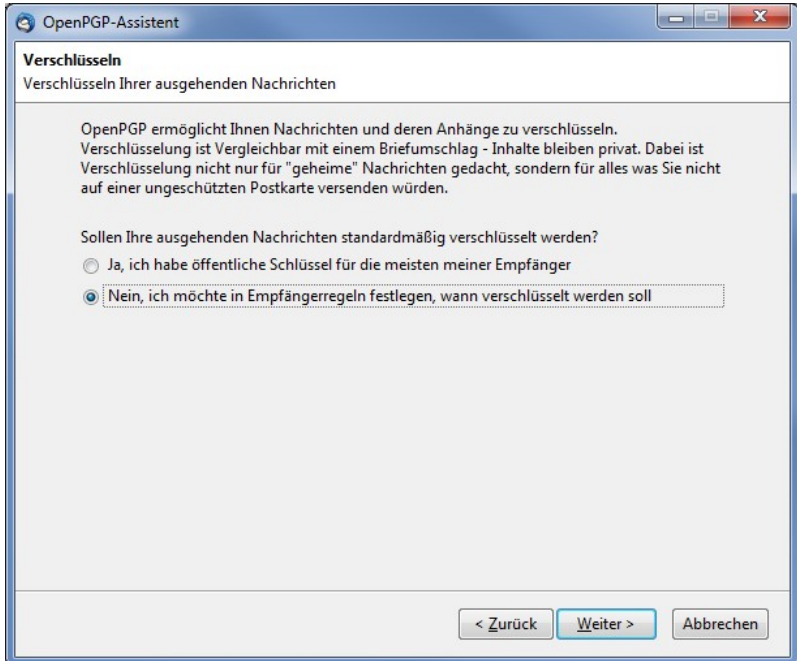 OpenPGP-Assistent
Verschlüsseln
Verschlüsseln Ihrer ausgehenden Nachrichten
OpenPGP ermöglicht Ihnen Nachrichten und deren Anhänge zu verschlüseln.
Verschlüsselung ist Vergleichbar mit einem Briefumschlag - Inhalte bleiben privat. Dabei ist
Verschlüsselung nicht nur für "geheime" Nachrichten gedacht, sondern für alles was Sie nicht
auf einer ungeschützten Postkarte versenden würden.
Sollen Ihre ausgehenden Nachrichten standardmäßig verschlüsselt werden?
Ja, ich habe öffentliche Schlüssel für die meisten meiner Empfänger
Nein, ich möchte in Empfängerregeln festlegen, wann verschlüsselt werden soll
< Zurück Weiter > Abbrechen